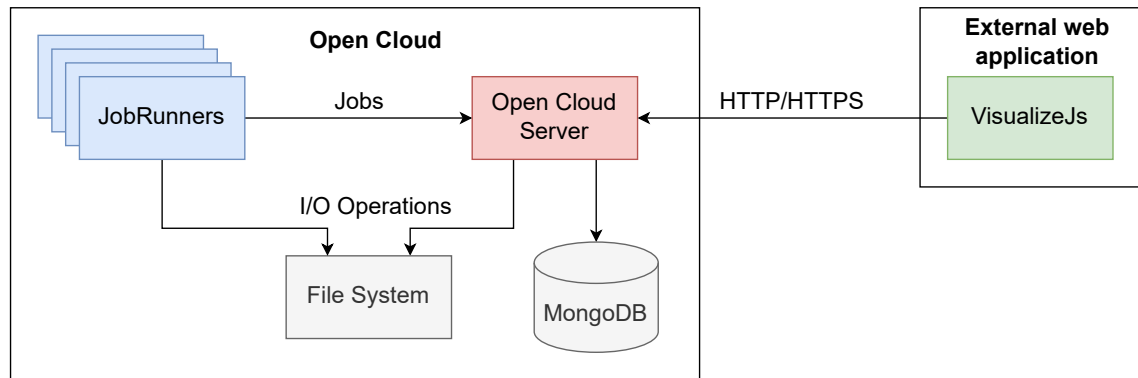 Open Cloud
External web
application
JobRunners
Jobs
Open Cloud
Server
HTTP/HTTPS
VisualizeJs
I/O Operations
File System
MongoDB